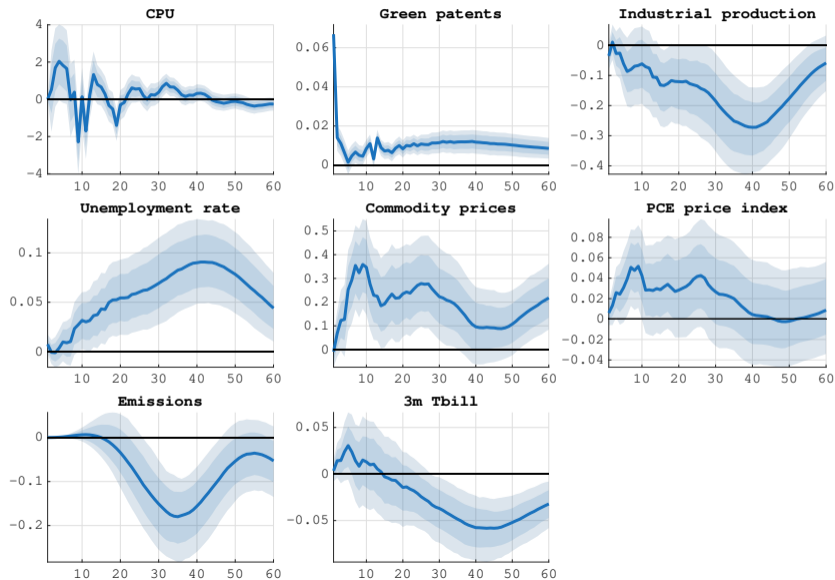 CPU
4
2
0
-2
-4
10 20 30 40 50 60
Green patents
0.06
0.04
0.02
0
10 20 30 40 50 60
Industrial production
0
-0.1
-0.2
-0.3
-0.4
10 20 30 40 50 60
Unemployment rate
0.1
0.05
0
10 20 30 40 50 60
Commodity prices
0.5
0.4
0.3
0.2
0.1
0
10 20 30 40 50 60
PCE price index
0.08
0.06
0.04
0.02
0
-0.02
-0.04
10 20 30 40 50 60
Emissions
0
-0.1
-0.2
10 20 30 40 50 60
3m Tbill
0.05
0
-0.05
10 20 30 40 50 60